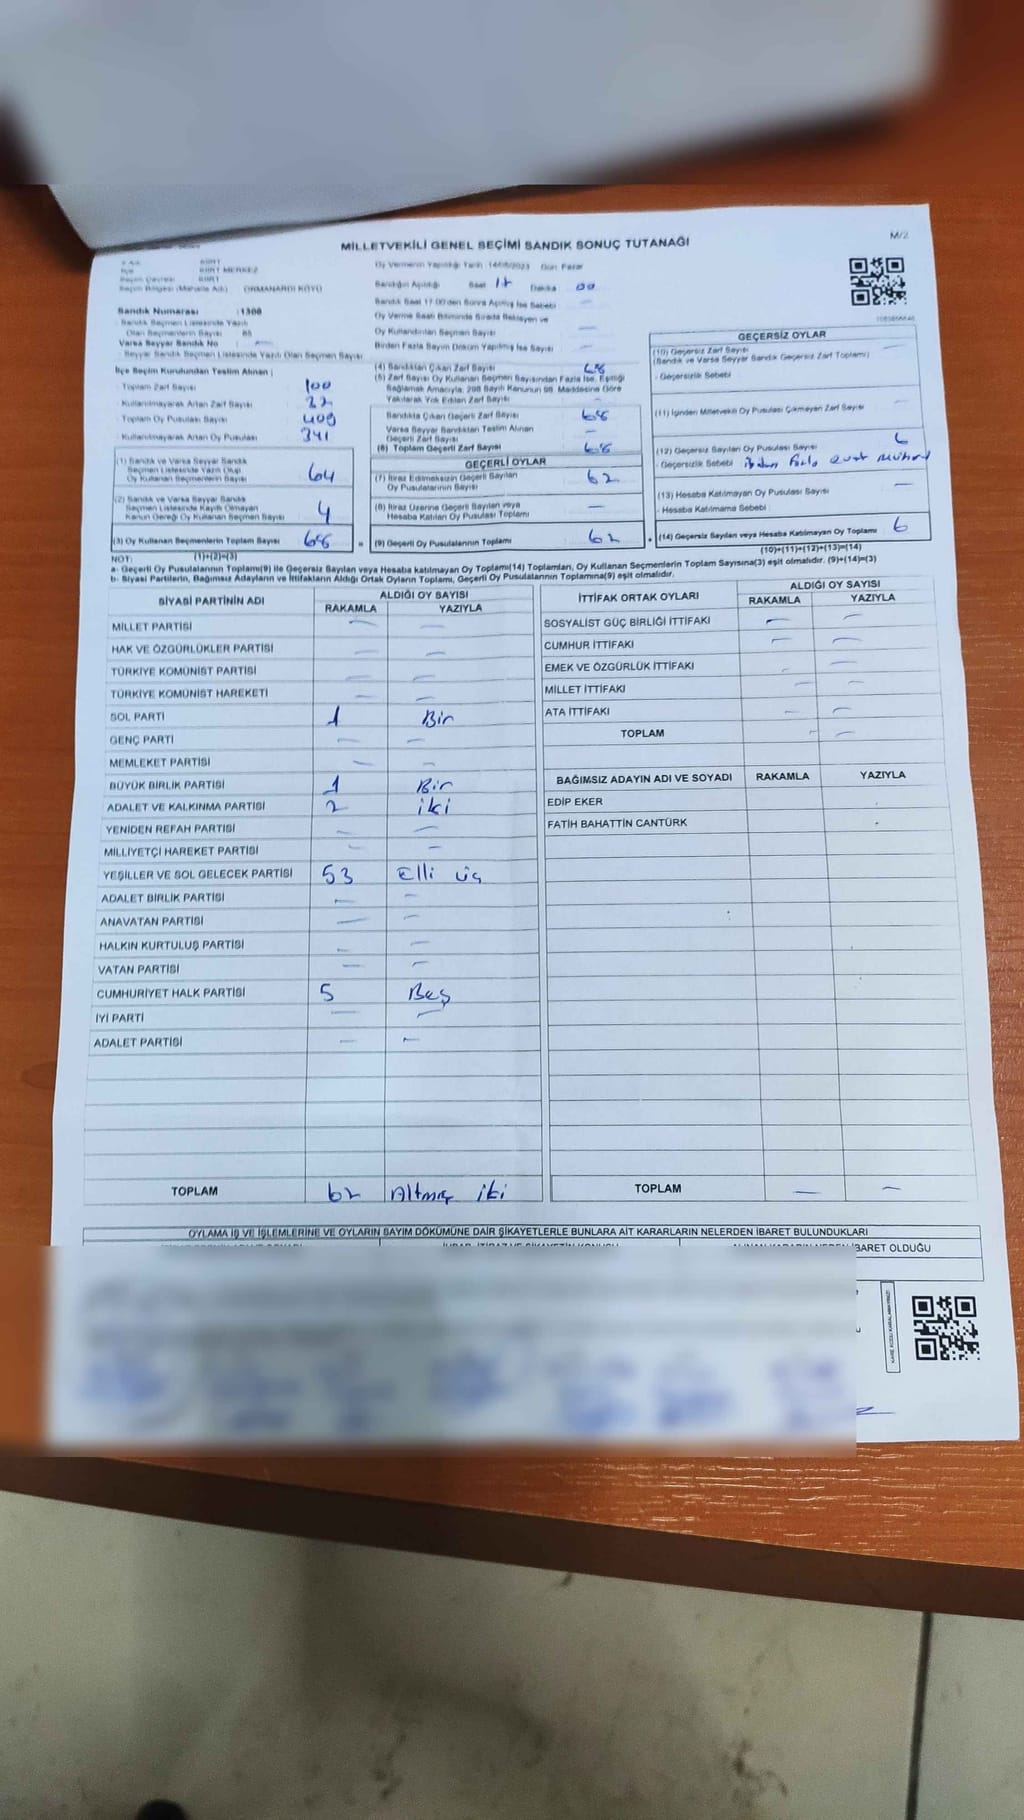 MİLLETVEKİLİ GENEL SEÇİMİ SANDIK SONUÇ TUTANAĞI
M/2
İlçe SİİRT MERKEZ
Seçim Çevresi SİİRT
Seçim Bölgesi (Mahalle Adı) : ORMANARDI KÖYÜ
Sandık Numarası :1308
Sandık Seçmen Listesinde Yazılı
Olan Seçmenlerin Sayısı 85
Varsa Seyyar Sandık No : —
Seyyar Sandık Seçmen Listesinde Yazılı Olan Seçmen Sayısı
İlçe Seçim Kurulundan Teslim Alınan ;
Toplam Zarf Sayısı 100
Kullanılmayarak Artan Zarf Sayısı 32
Toplam Oy Pusulası Sayısı 409
Kullanılmayarak Artan Oy Pusulası 341
(1) Sandık ve Varsa Seyyar Sandık
Seçmen Listesinde Yazılı Olup
Oy Kullanan Seçmenlerin Sayısı 64
(2) Sandık ve Varsa Seyyar Sandık
Seçmen Listesinde Kayıtlı Olmayan
Kanun Gereği Oy Kullanan Seçmen Sayısı 4
(3) Oy Kullanan Seçmenlerin Toplam Sayısı 68 =
(1)+(2)=(3)
Oy Vermenin Yapıldığı Tarih :14/05/2023 Gün :Pazar
Sandığın Açıldığı Saat 17 Dakika 00
Sandık Saat 17:00'den Sonra Açılmış İse Sebebi —
Oy Verme Saati Bitiminde Sırada Bekleyen ve
Oy Kullandırılan Seçmen Sayısı —
Birden Fazla Sayım Döküm Yapılmış İse Sayısı —
(4) Sandıktan Çıkan Zarf Sayısı 68
(5) Zarf Sayısı Oy Kullanan Seçmen Sayısından Fazla İse, Eşitliği
Sağlamak Amacıyla, 298 Sayılı Kanunun 98. Maddesine Göre
Yakılarak Yok Edilen Zarf Sayısı —
Sandıkta Çıkan Geçerli Zarf Sayısı 68
Varsa Seyyar Sandıktan Teslim Alınan
Geçerli Zarf Sayısı —
(6) Toplam Geçerli Zarf Sayısı 68
GEÇERLİ OYLAR
(7) İtiraz Edilmeksizin Geçerli Sayılan
Oy Pusulalarının Sayısı 62
(8) İtiraz Üzerine Geçerli Sayılan veya
Hesaba Katılan Oy Pusulası Toplamı —
(9) Geçerli Oy Pusulalarının Toplamı 62 +
GEÇERSİZ OYLAR
(10) Geçersiz Zarf Sayısı —
(Sandık ve Varsa Seyyar Sandık Geçersiz Zarf Toplamı)
- Geçersizlik Sebebi
(11) İçinden Milletvekili Oy Pusulası Çıkmayan Zarf Sayısı —
(12) Geçersiz Sayılan Oy Pusulası Sayısı 6
- Geçersizlik Sebebi : Evet
(13) Hesaba Katılmayan Oy Pusulası Sayısı —
- Hesaba Katılmama Sebebi
(14) Geçersiz Sayılan veya Hesaba Katılmayan Oy Toplamı 6
(10)+(11)+(12)+(13)=(14)
NOT:
a- Geçerli Oy Pusulalarının Toplamı(9) ile Geçersiz Sayılan veya Hesaba katılmayan Oy Toplamı(14) Toplamları, Oy Kullanan Seçmenlerin Toplam Sayısına(3) eşit olmalıdır. (9)+(14)=(3)
b- Siyasi Partilerin, Bağımsız Adayların ve İttifakların Aldığı Ortak Oyların Toplamı, Geçerli Oy Pusulalarının Toplamına(9) eşit olmalıdır.
SİYASİ PARTİNİN ADI
ALDIĞI OY SAYISI
RAKAMLA YAZIYLA
MİLLET PARTİSİ — —
HAK VE ÖZGÜRLÜKLER PARTİSİ — —
TÜRKİYE KOMÜNİST PARTİSİ — —
TÜRKİYE KOMÜNİST HAREKETİ — —
SOL PARTİ 1 Bir
GENÇ PARTİ — —
MEMLEKET PARTİSİ — —
BÜYÜK BİRLİK PARTİSİ 1 Bir
ADALET VE KALKINMA PARTİSİ 2 iki
YENİDEN REFAH PARTİSİ — —
MİLLİYETÇİ HAREKET PARTİSİ — —
YEŞİLLER VE SOL GELECEK PARTİSİ 53 Elli üç
ADALET BİRLİK PARTİSİ — —
ANAVATAN PARTİSİ — —
HALKIN KURTULUŞ PARTİSİ — —
VATAN PARTİSİ — —
CUMHURİYET HALK PARTİSİ 5 Beş
İYİ PARTİ — —
ADALET PARTİSİ — —
TOPLAM 62 Altmış iki
İTTİFAK ORTAK OYLARI
ALDIĞI OY SAYISI
RAKAMLA YAZIYLA
SOSYALİST GÜÇ BİRLİĞİ İTTİFAKI — —
CUMHUR İTTİFAKI — —
EMEK VE ÖZGÜRLÜK İTTİFAKI — —
MİLLET İTTİFAKI — —
ATA İTTİFAKI — —
TOPLAM — —
BAĞIMSIZ ADAYIN ADI VE SOYADI RAKAMLA YAZIYLA
EDİP EKER
FATİH BAHATTİN CANTÜRK
TOPLAM — —
OYLAMA İŞ VE İŞLEMLERİNE VE OYLARIN SAYIM DÖKÜMÜNE DAİR ŞİKAYETLERLE BUNLARA AİT KARARLARIN NELERDEN İBARET BULUNDUKLARI
İBARET OLDUĞU
KARE KODU KARALAMAYINIZ!